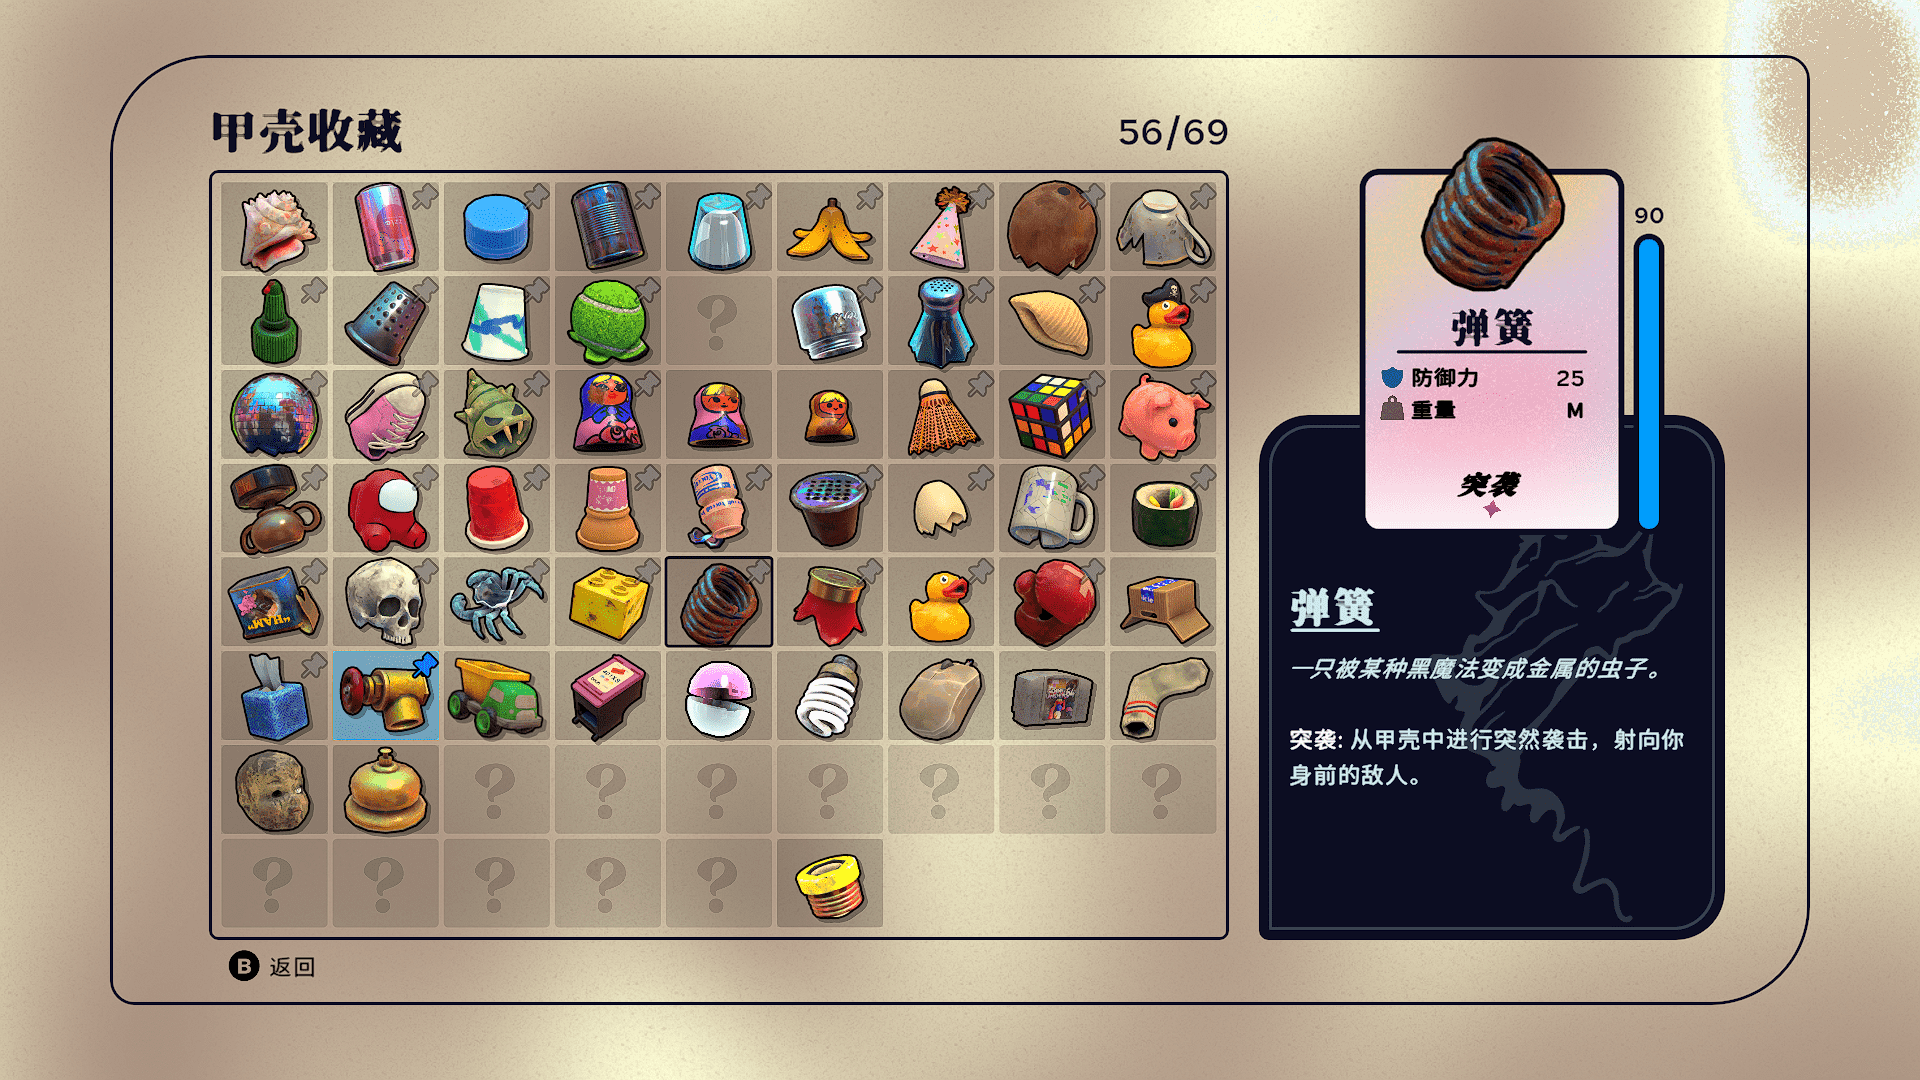 甲壳收藏
56/69
"HAM"
弹簧
90
防御力 25
重量 M
突袭
弹簧
一只被某种黑魔法变成金属的虫子。
突袭: 从甲壳中进行突然袭击，射向你
身前的敌人。
B 返回